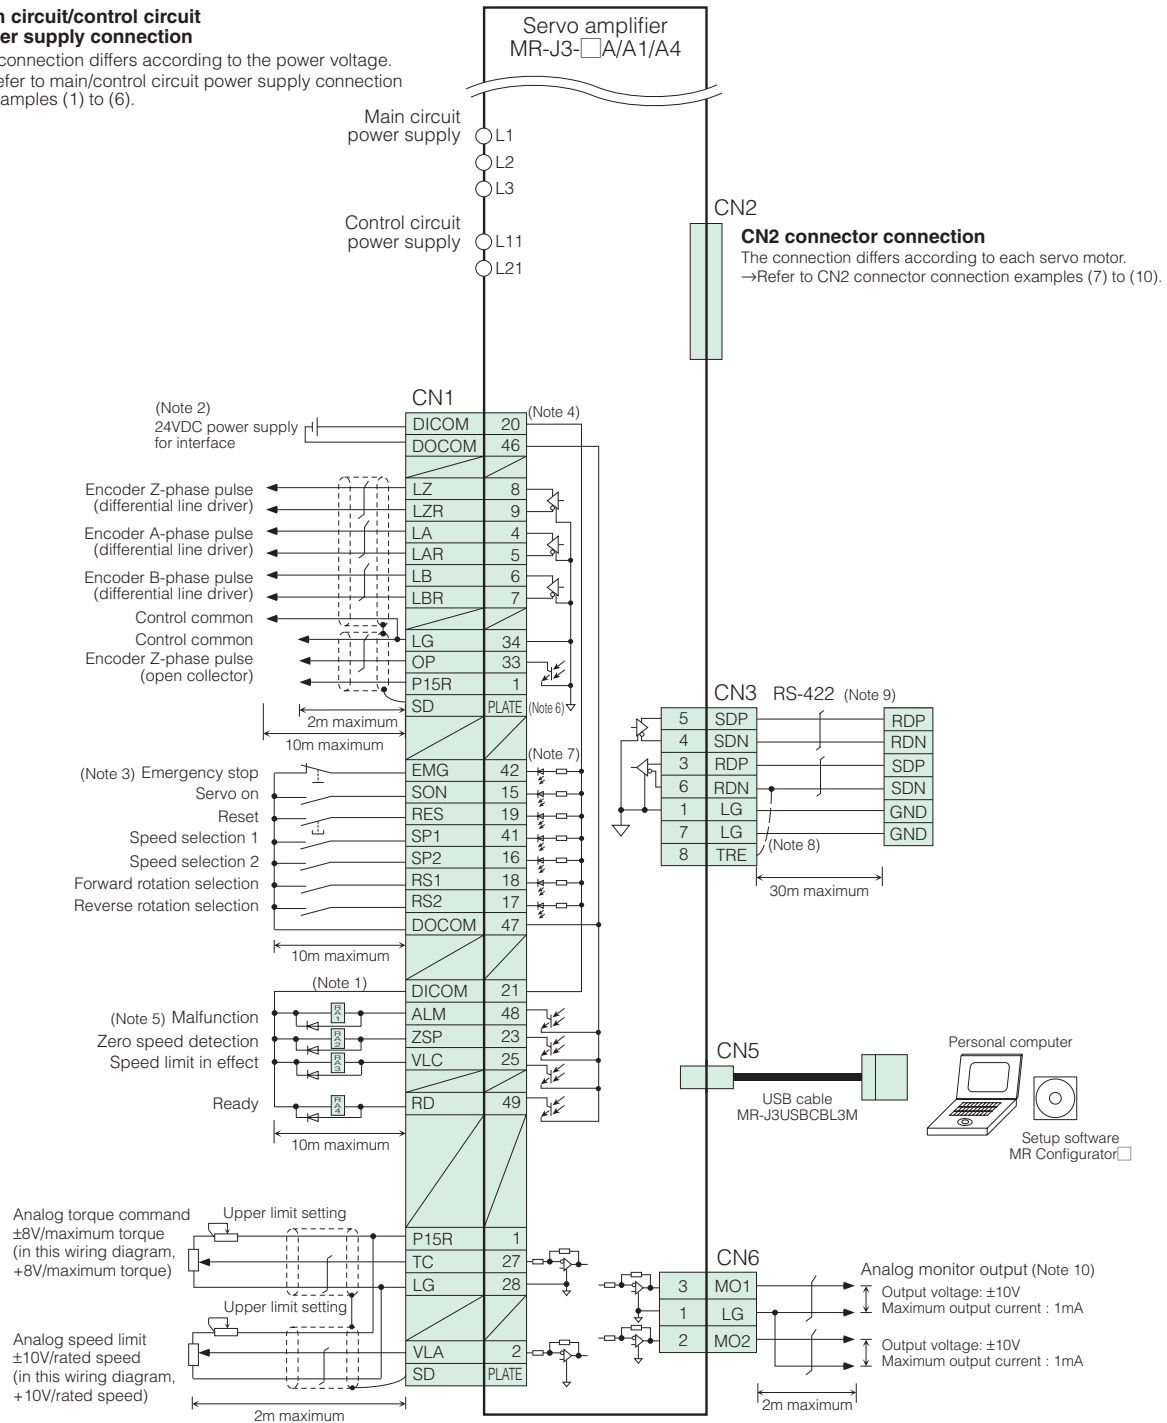 n circuit/control circuit
er supply connection
connection differs according to the power voltage.
efer to main/control circuit power supply connection
amples (1) to (6).
Servo amplifier
MR-J3-□A/A1/A4
Main circuit
power supply
L1
L2
L3
Control circuit
power supply
L11
L21
CN2
CN2 connector connection
The connection differs according to each servo motor.
→Refer to CN2 connector connection examples (7) to (10).
CN1
(Note 2)
24VDC power supply
for interface
DICOM 20 (Note 4)
DOCOM 46
Encoder Z-phase pulse
(differential line driver)
LZ 8
LZR 9
Encoder A-phase pulse
(differential line driver)
LA 4
LAR 5
Encoder B-phase pulse
(differential line driver)
LB 6
LBR 7
Control common
Control common
LG 34
Encoder Z-phase pulse
(open collector)
OP 33
P15R 1
SD PLATE (Note 6)
2m maximum
10m maximum
(Note 7)
(Note 3) Emergency stop EMG 42
Servo on SON 15
Reset RES 19
Speed selection 1 SP1 41
Speed selection 2 SP2 16
Forward rotation selection RS1 18
Reverse rotation selection RS2 17
DOCOM 47
10m maximum
(Note 1)
DICOM 21
(Note 5) Malfunction RA1 ALM 48
Zero speed detection RA2 ZSP 23
Speed limit in effect RA3 VLC 25
Ready RA4 RD 49
10m maximum
Analog torque command
±8V/maximum torque
(in this wiring diagram,
+8V/maximum torque)
Upper limit setting
P15R 1
TC 27
LG 28
Upper limit setting
Analog speed limit
±10V/rated speed
(in this wiring diagram,
+10V/rated speed)
VLA 2
SD PLATE
2m maximum
CN3 RS-422 (Note 9)
5 SDP RDP
4 SDN RDN
3 RDP SDP
6 RDN SDN
1 LG GND
7 LG GND
8 TRE (Note 8)
30m maximum
CN5
USB cable
MR-J3USBCBL3M
Personal computer
Setup software
MR Configurator□
CN6
3 MO1
1 LG
2 MO2
Analog monitor output (Note 10)
Output voltage: ±10V
Maximum output current : 1mA
Output voltage: ±10V
Maximum output current : 1mA
2m maximum